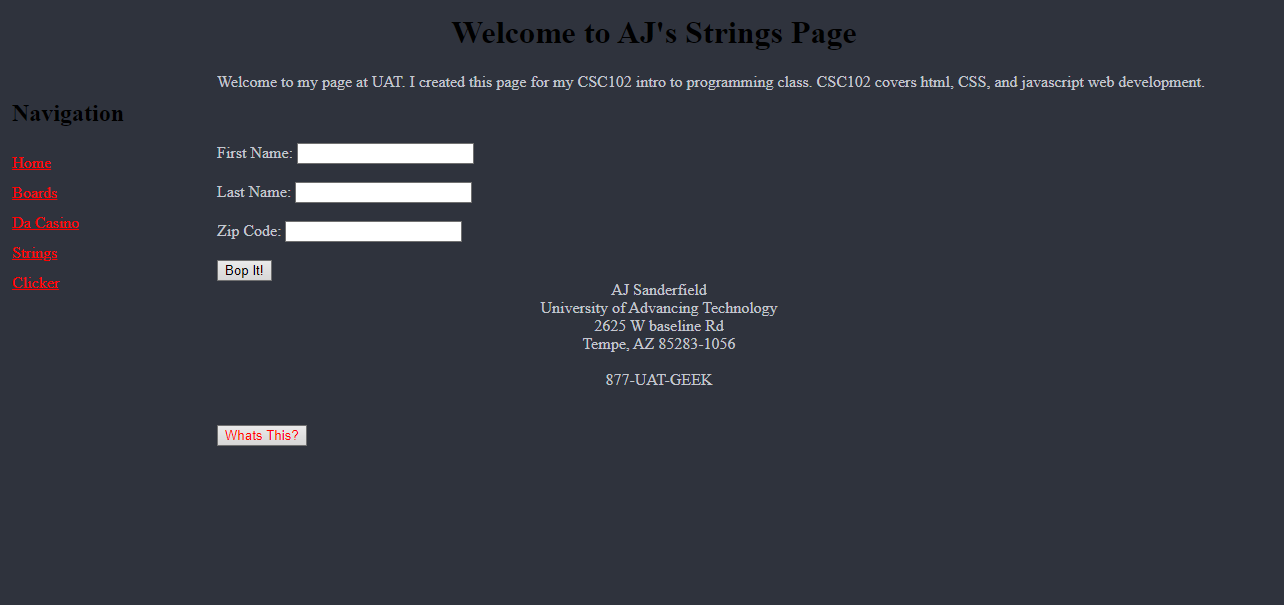 Welcome to AJ's Strings Page
Welcome to my page at UAT. I created this page for my CSC102 intro to programming class. CSC102 covers html, CSS, and javascript web development.
Navigation
Home
Boards
Da Casino
Strings
Clicker
First Name:
Last Name:
Zip Code:
Bop It!
AJ Sanderfield
University of Advancing Technology
2625 W baseline Rd
Tempe, AZ 85283-1056
877-UAT-GEEK
Whats This?